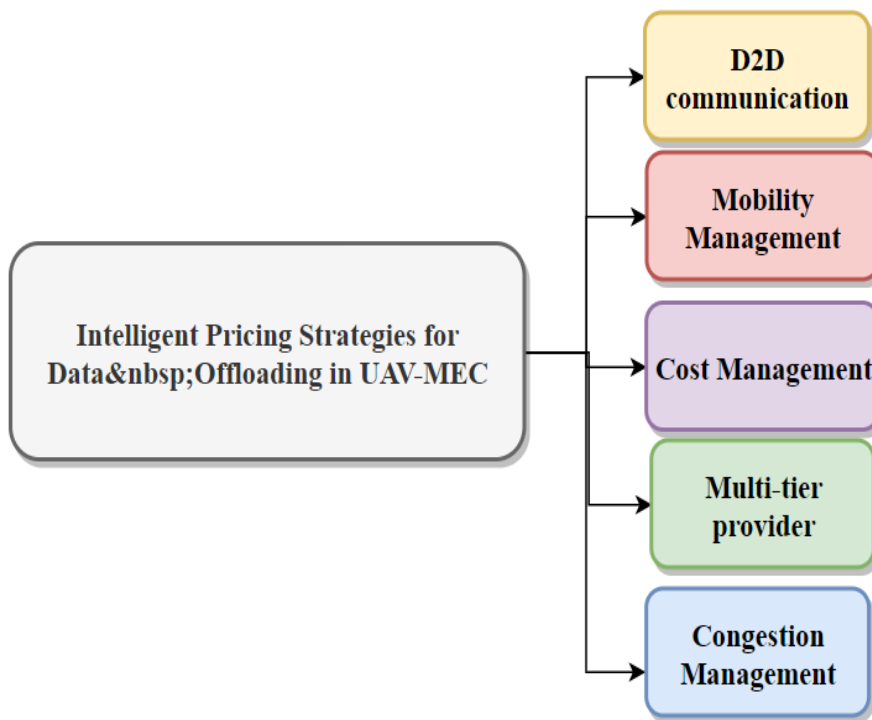 D2D
communication
Mobility
Management
Intelligent Pricing Strategies for
Data&nbsp;Offloading in UAV-MEC
Cost Management
Multi-tier
provider
Congestion
Management